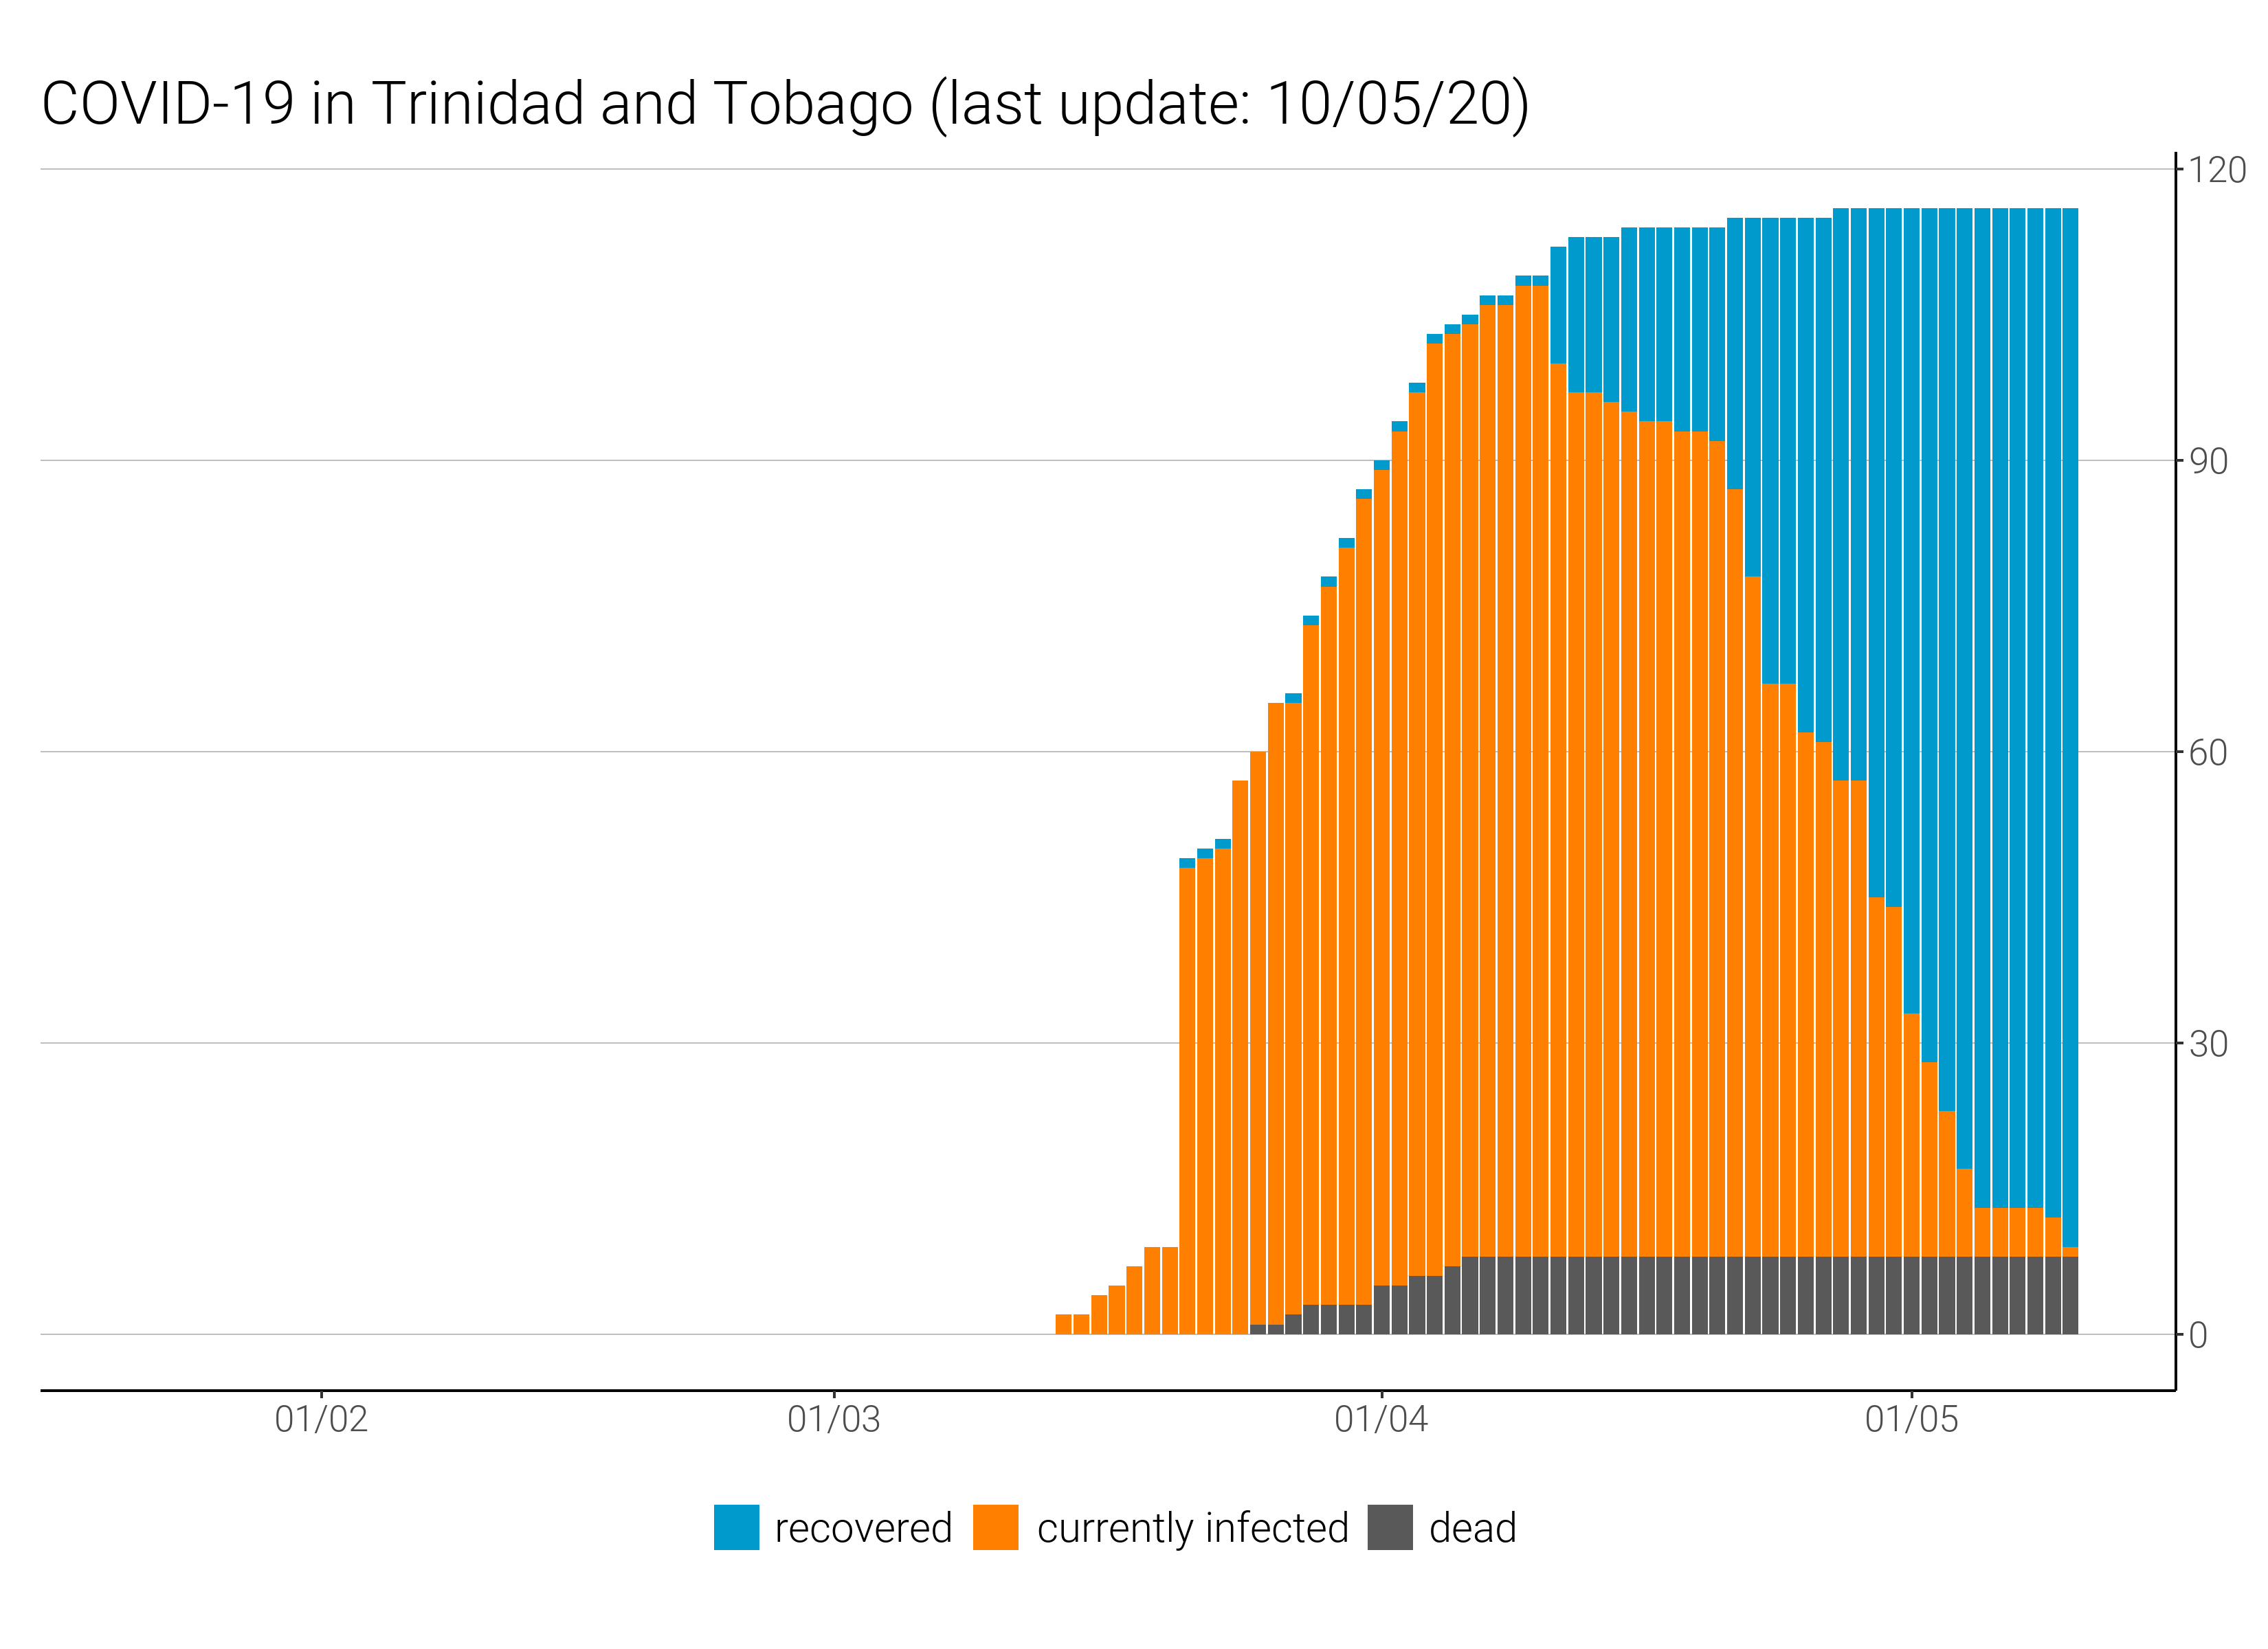 COVID-19 in Trinidad and Tobago (last update: 10/05/20)
120
90
60
30
0
01/02 01/03 01/04 01/05
recovered currently infected dead